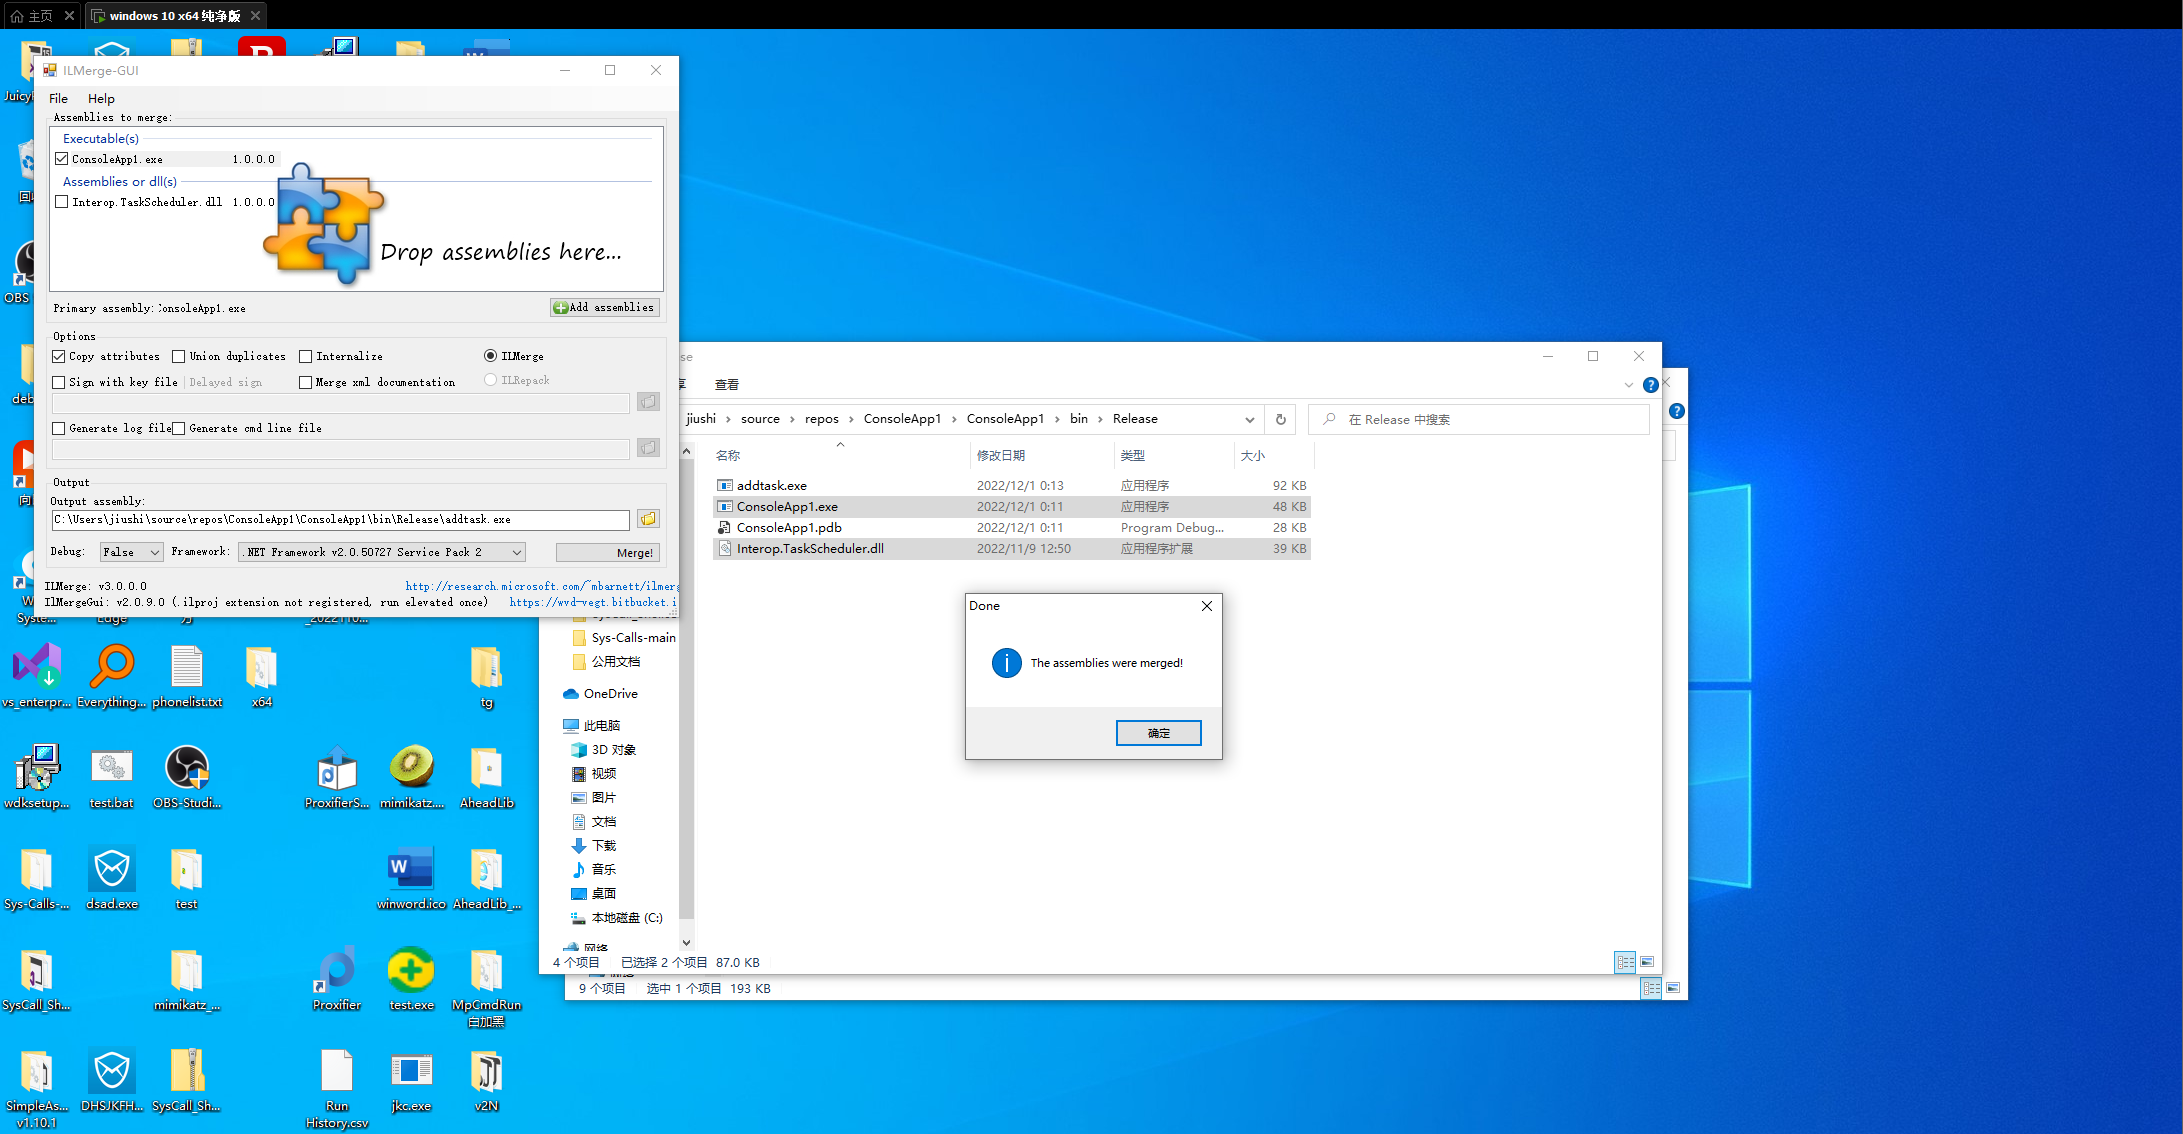 主页
windows 10 x64 纯净版
ILMerge-GUI
File Help
Assemblies to merge:
Executable(s)
ConsoleApp1.exe 1.0.0.0
Assemblies or dll(s)
Interop.TaskScheduler.dll 1.0.0.0
Drop assemblies here...
Primary assembly: ConsoleApp1.exe
Add assemblies
Options
Copy attributes Union duplicates Internalize ILMerge
Sign with key file Delayed sign Merge xml documentation ILRepack
Generate log file Generate cmd line file
Output
Output assembly:
C:\Users\jiushi\source\repos\ConsoleApp1\ConsoleApp1\bin\Release\addtask.exe
Debug: False Framework: .NET Framework v2.0.50727 Service Pack 2 Merge!
ILMerge: v3.0.0.0 http://research.microsoft.com/~mbarnett/ilmerg
IlMergeGui: v2.0.9.0 (.ilproj extension not registered, run elevated once) https://wvd-vegt.bitbucket.i
查看
jiushi › source › repos › ConsoleApp1 › ConsoleApp1 › bin › Release
在 Release 中搜索
名称 修改日期 类型 大小
addtask.exe 2022/12/1 0:13 应用程序 92 KB
ConsoleApp1.exe 2022/12/1 0:11 应用程序 48 KB
ConsoleApp1.pdb 2022/12/1 0:11 Program Debug... 28 KB
Interop.TaskScheduler.dll 2022/11/9 12:50 应用程序扩展 39 KB
Done
The assemblies were merged!
确定
Sys-Calls-main
公用文档
OneDrive
此电脑
3D 对象
视频
图片
文档
下载
音乐
桌面
本地磁盘 (C:)
网络
4 个项目 已选择 2 个项目 87.0 KB
9 个项目 选中 1 个项目 193 KB
OBS
Syste...
Edge
_2022110...
vs_enterpr...
Everything...
phonelist.txt
x64
tg
wdksetup...
test.bat
OBS-Studi...
ProxifierS...
mimikatz....
AheadLib
Sys-Calls-...
dsad.exe
test
winword.ico
AheadLib_...
SysCall_Sh...
mimikatz_...
Proxifier
test.exe
MpCmdRun
白加黑
SimpleAs...
v1.10.1
DHSJKFH...
SysCall_Sh...
Run
History.csv
jkc.exe
v2N